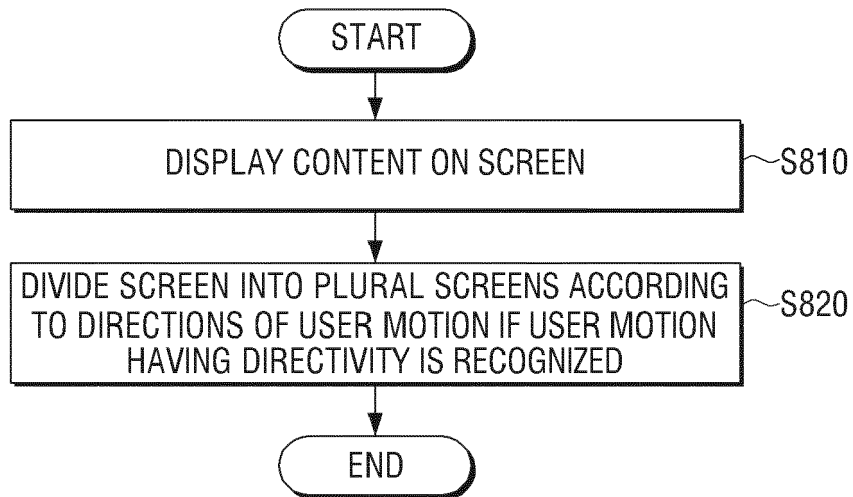 START
DISPLAY CONTENT ON SCREEN
S810
DIVIDE SCREEN INTO PLURAL SCREENS ACCORDING
TO DIRECTIONS OF USER MOTION IF USER MOTION
HAVING DIRECTIVITY IS RECOGNIZED
S820
END